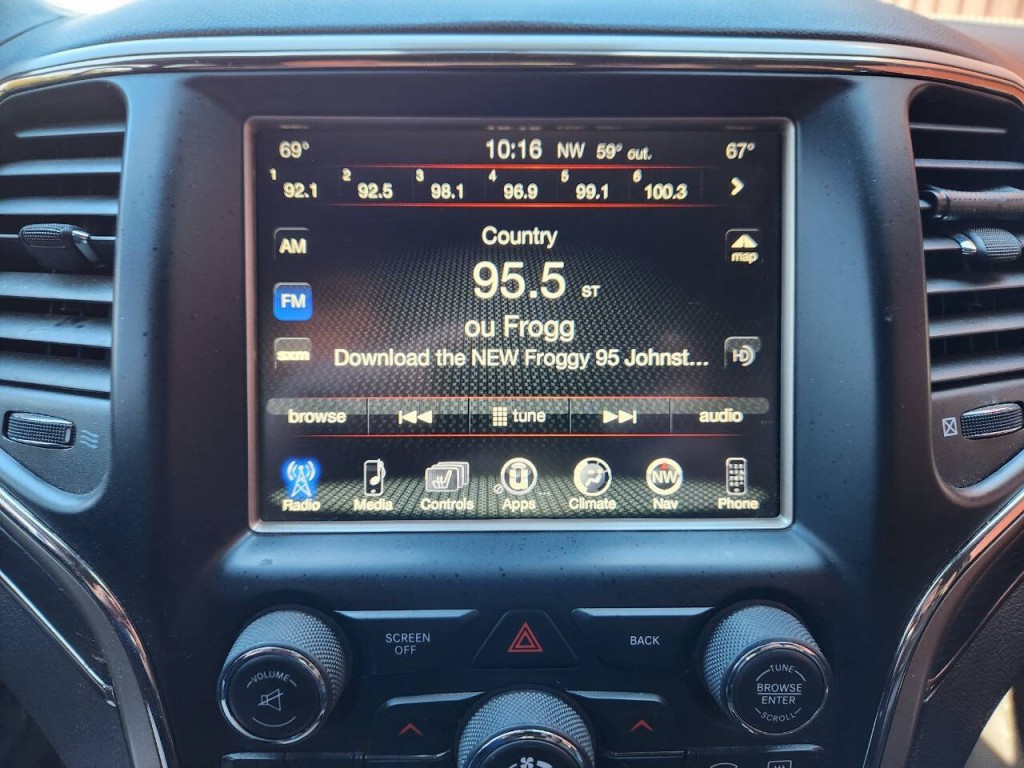 69° 10:16 NW 59° out. 67°
1 92.1 2 92.5 3 98.1 4 96.9 5 99.1 6 100.3
Country
AM
map
95.5 ST
FM
ou Frogg
sxm
Download the NEW Froggy 95 Johnst...
HD
browse tune audio
NW
Radio Media Controls Apps Climate Nav Phone
SCREEN
OFF
BACK
VOLUME
TUNE
BROWSE
ENTER
SCROLL